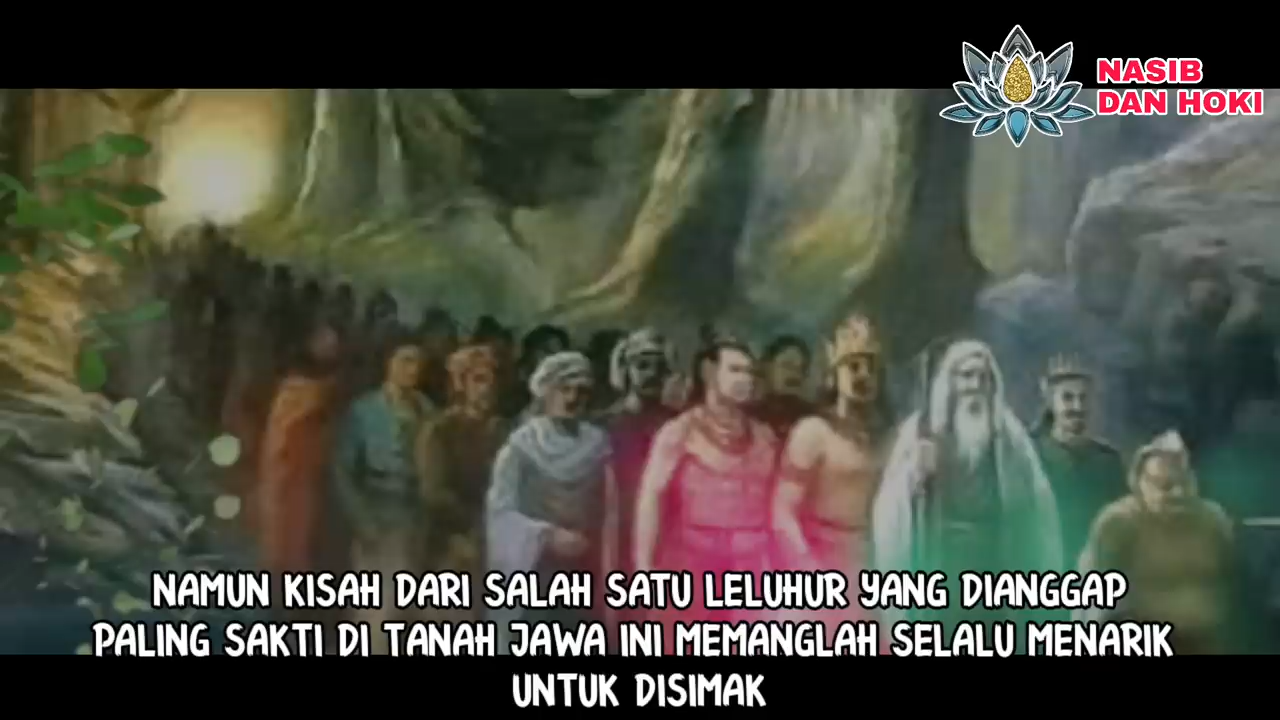 NASIB
DAN HOKI
NAMUN KISAH DARI SALAH SATU LELUHUR YANG DIANGGAP
PALING SAKTI DI TANAH JAWA INI MEMANGLAH SELALU MENARIK
UNTUK DISIMAK